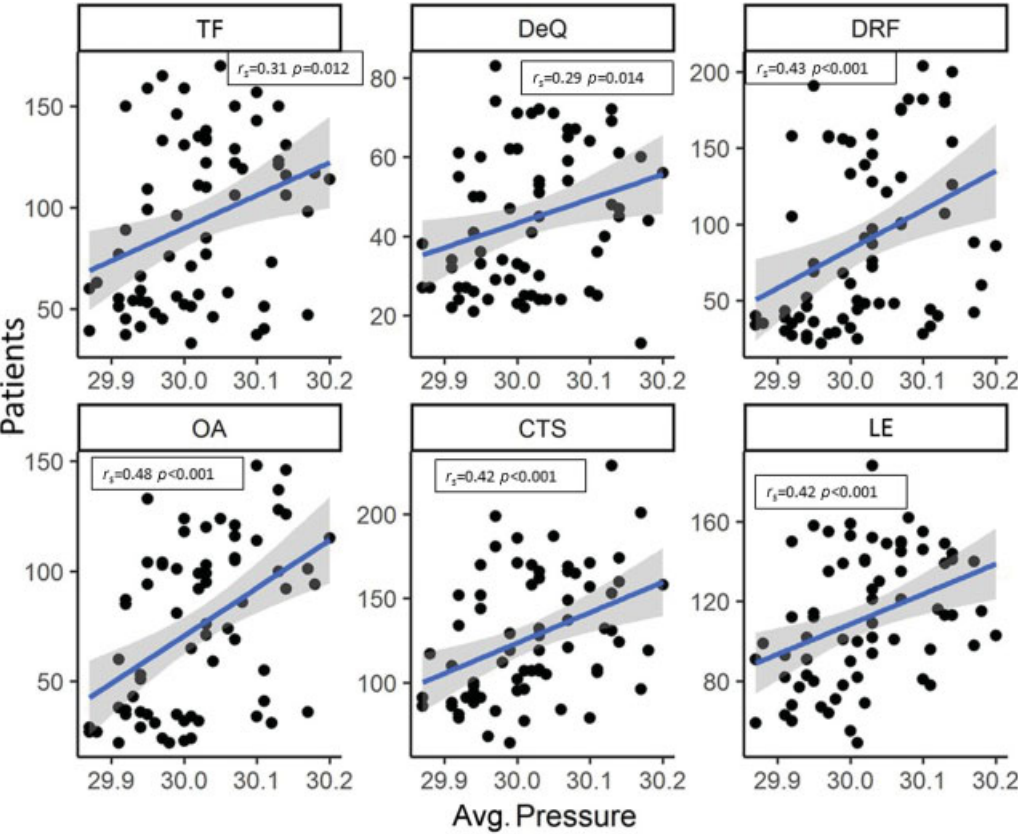 TF
DeQ
DRF
rs=0.31 p=0.012
rs=0.29 p=0.014
rs=0.43 p<0.001
150
100
50
80
60
40
20
200
150
100
50
29.9 30.0 30.1 30.2
29.9 30.0 30.1 30.2
29.9 30.0 30.1 30.2
Patients
OA
CTS
LE
rs=0.48 p<0.001
rs=0.42 p<0.001
rs=0.42 p<0.001
150
100
50
200
150
100
160
120
80
29.9 30.0 30.1 30.2
29.9 30.0 30.1 30.2
29.9 30.0 30.1 30.2
Avg. Pressure